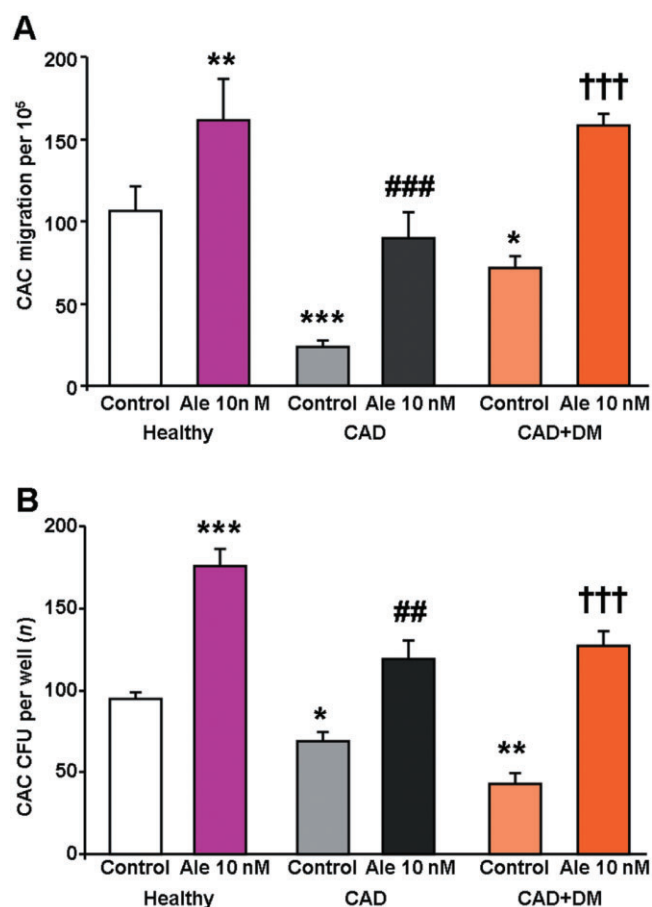 A
CAC migration per 10⁵
200
150
100
50
0
**
***
###
*
†††
Control Ale 10n M Control Ale 10 nM Control Ale 10 nM
Healthy CAD CAD+DM
B
CAC CFU per well (n)
200
150
100
50
0
***
*
##
**
†††
Control Ale 10 nM Control Ale 10 nM Control Ale 10 nM
Healthy CAD CAD+DM